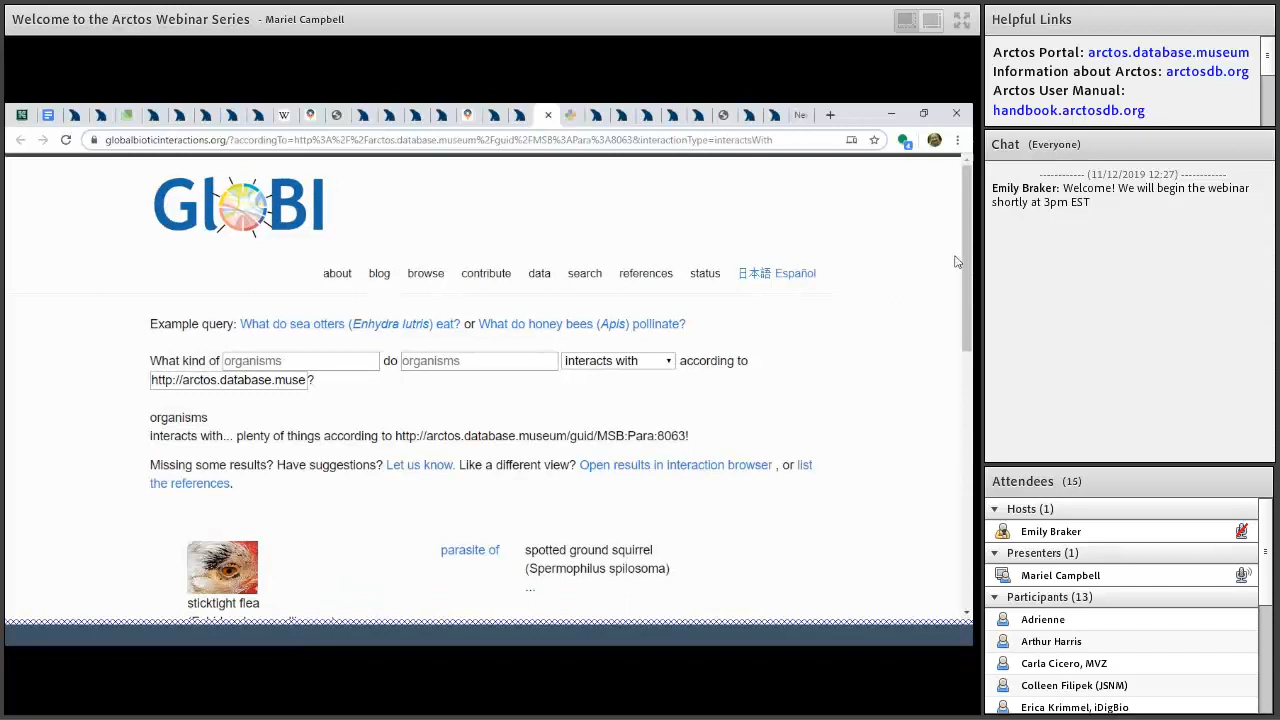 Welcome to the Arctos Webinar Series - Mariel Campbell
globalbioticinteractions.org/?accordingTo=http%3A%2F%2Farctos.database.museum%2Fguid%2FMSB%3APara%3A8063&interactionType=interactsWith
GloBI
about blog browse contribute data search references status 日本語 Español
Example query: What do sea otters (Enhydra lutris) eat? or What do honey bees (Apis) pollinate?
What kind of organisms do organisms interacts with according to
http://arctos.database.muse ?
organisms
interacts with... plenty of things according to http://arctos.database.museum/guid/MSB:Para:8063!
Missing some results? Have suggestions? Let us know. Like a different view? Open results in interaction browser , or list
the references.
parasite of
spotted ground squirrel
(Spermophilus spilosoma)
...
sticktight flea
Helpful Links
Arctos Portal: arctos.database.museum
Information about Arctos: arctosdb.org
Arctos User Manual:
handbook.arctosdb.org
Chat (Everyone)
------------ (11/12/2019 12:27) ------------
Emily Braker: Welcome! We will begin the webinar
shortly at 3pm EST
Attendees (15)
Hosts (1)
Emily Braker
Presenters (1)
Mariel Campbell
Participants (13)
Adrienne
Arthur Harris
Carla Cicero, MVZ
Colleen Filipek (JSNM)
Erica Krimmel, iDigBio